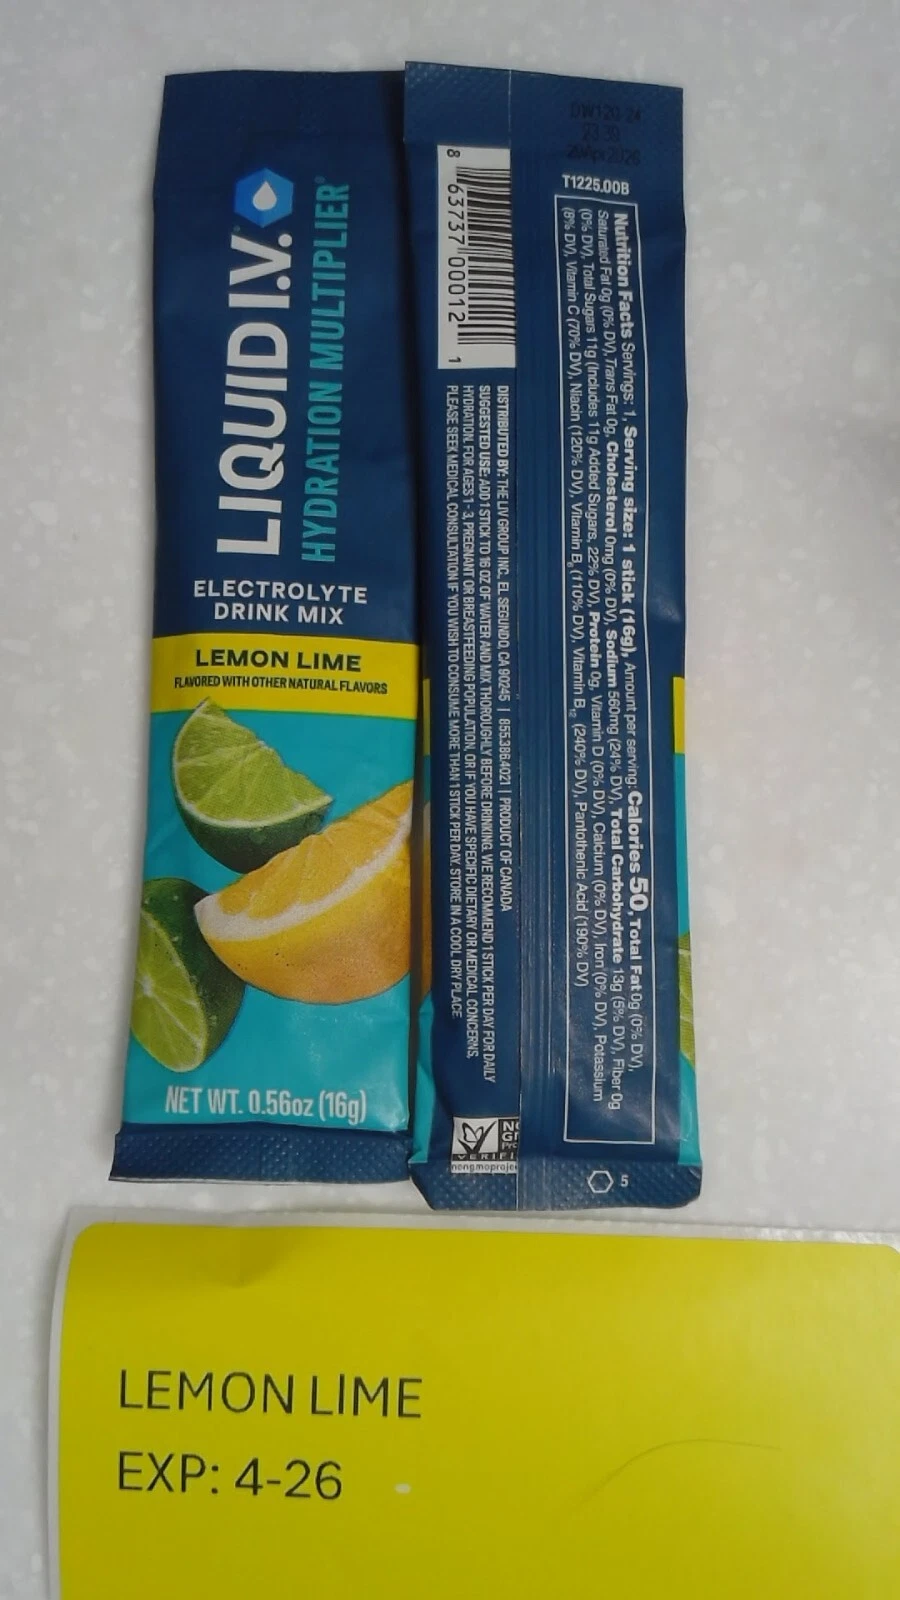 LIQUID I.V.
HYDRATION MULTIPLIER®
ELECTROLYTE
DRINK MIX
LEMON LIME
FLAVORED WITH OTHER NATURAL FLAVORS
NET WT. 0.56oz (16g)
8 63737 00012 1
DISTRIBUTED BY: THE LIV GROUP INC, EL SEGUNDO, CA 90245 | 855.386.4021 | PRODUCT OF CANADA
SUGGESTED USE: ADD 1 STICK TO 16 OZ OF WATER AND MIX THOROUGHLY BEFORE DRINKING. WE RECOMMEND 1 STICK PER DAY FOR DAILY
HYDRATION. FOR AGES 1 - 3, PREGNANT OR BREASTFEEDING POPULATION, OR IF YOU HAVE SPECIFIC DIETARY OR MEDICAL CONCERNS,
PLEASE SEEK MEDICAL CONSULTATION IF YOU WISH TO CONSUME MORE THAN 1 STICK PER DAY. STORE IN A COOL DRY PLACE.
23:39
T1225.00B
Nutrition Facts Servings: 1, Serving size: 1 stick (16g), Amount per serving: Calories 50, Total Fat 0g (0% DV),
Saturated Fat 0g (0% DV), Trans Fat 0g, Cholesterol 0mg (0% DV), Sodium 560mg (24% DV), Total Carbohydrate 13g (5% DV), Fiber 0g
(0% DV), Total Sugars 11g (Includes 11g Added Sugars, 22% DV), Protein 0g, Vitamin D (0% DV), Calcium (0% DV), Iron (0% DV), Potassium
(8% DV), Vitamin C (70% DV), Niacin (120% DV), Vitamin B6 (110% DV), Vitamin B12 (240% DV), Pantothenic Acid (190% DV)
5
LEMON LIME
EXP: 4-26